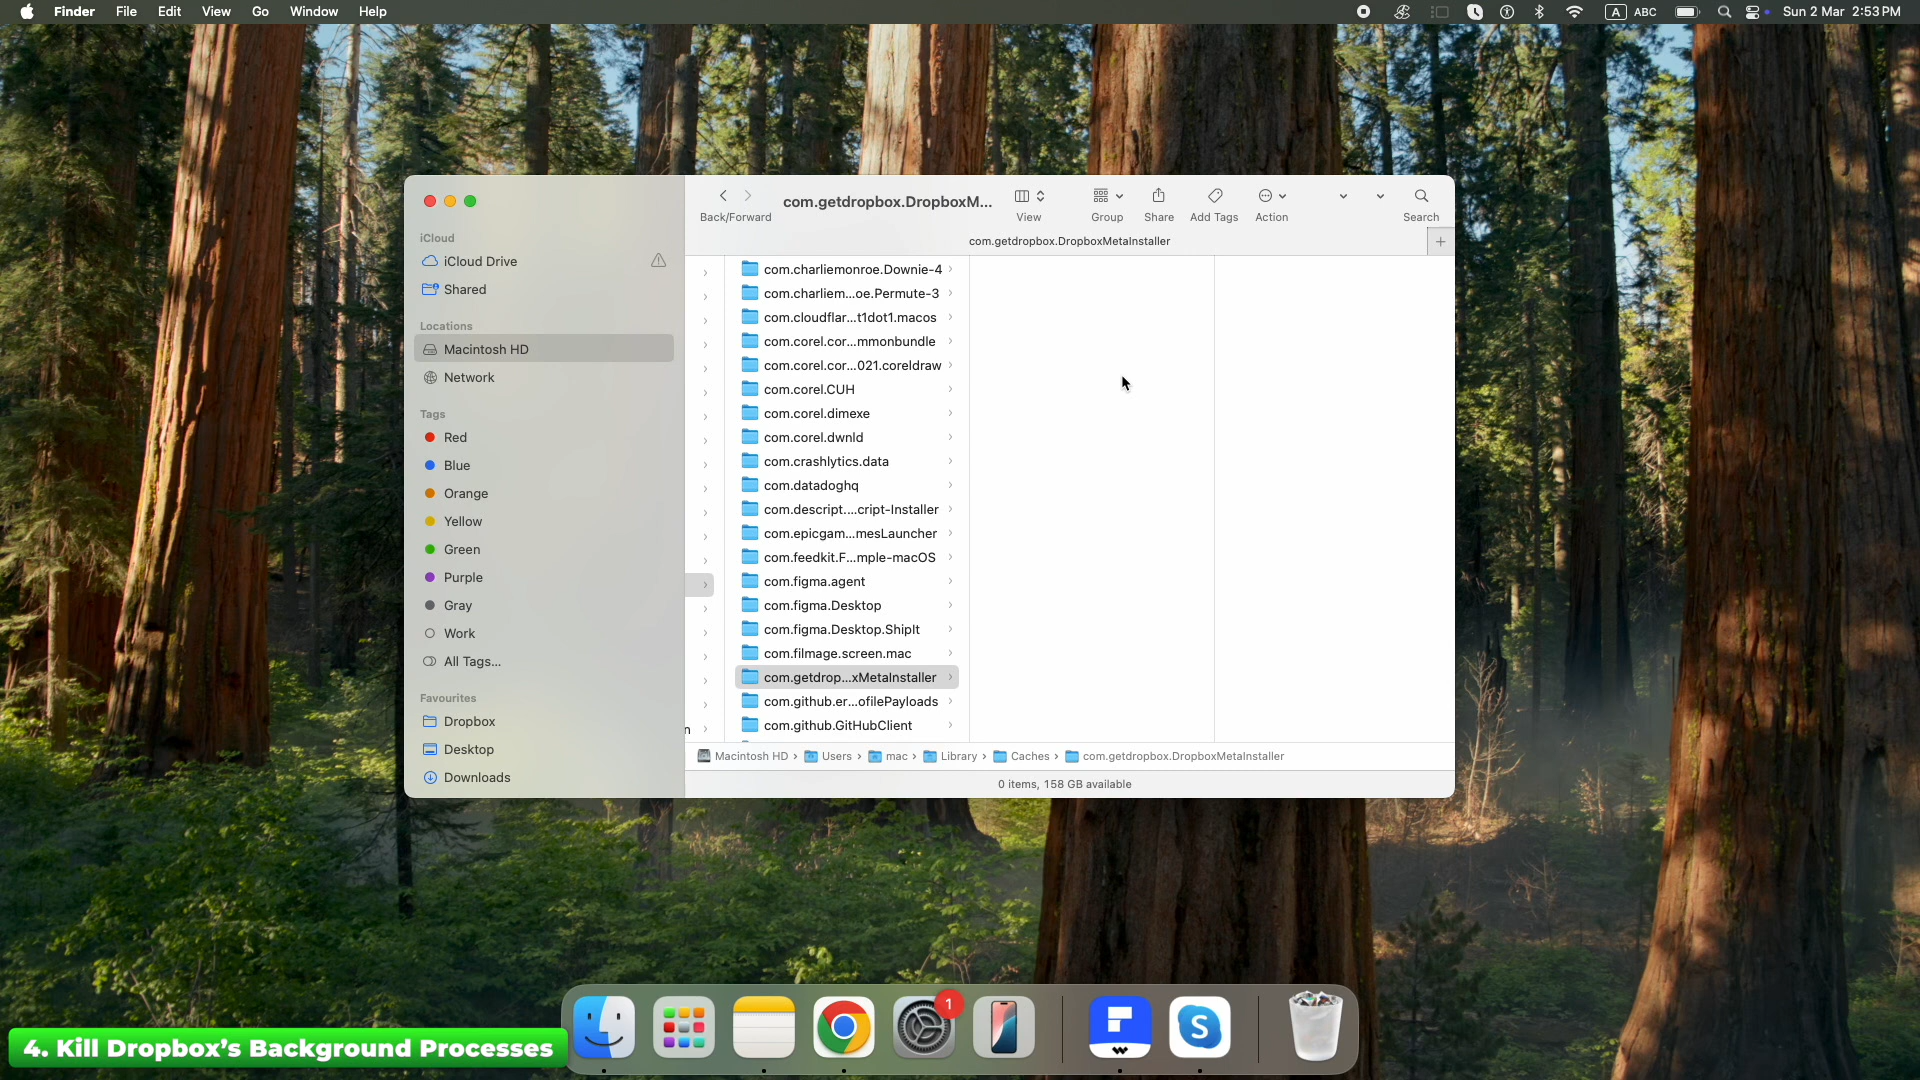 Finder File Edit View Go Window Help
A ABC Sun 2 Mar 2:53 PM
com.getdropbox.DropboxM...
Back/Forward View Group Share Add Tags Action Search
com.getdropbox.DropboxMetaInstaller
iCloud
iCloud Drive
Shared
Locations
Macintosh HD
Network
Tags
Red
Blue
Orange
Yellow
Green
Purple
Gray
Work
All Tags...
Favourites
Dropbox
Desktop
Downloads
com.charliemonroe.Downie-4
com.charliem...oe.Permute-3
com.cloudflar...t1dot1.macos
com.corel.cor...mmonbundle
com.corel.cor...021.coreldraw
com.corel.CUH
com.corel.dimexe
com.corel.dwnld
com.crashlytics.data
com.datadoghq
com.descript....cript-Installer
com.epicgam...mesLauncher
com.feedkit.F...mple-macOS
com.figma.agent
com.figma.Desktop
com.figma.Desktop.ShipIt
com.filmage.screen.mac
com.getdrop...xMetaInstaller
com.github.er...ofilePayloads
com.github.GitHubClient
n
Macintosh HD › Users › mac › Library › Caches › com.getdropbox.DropboxMetaInstaller
0 items, 158 GB available
1
4. Kill Dropbox's Background Processes